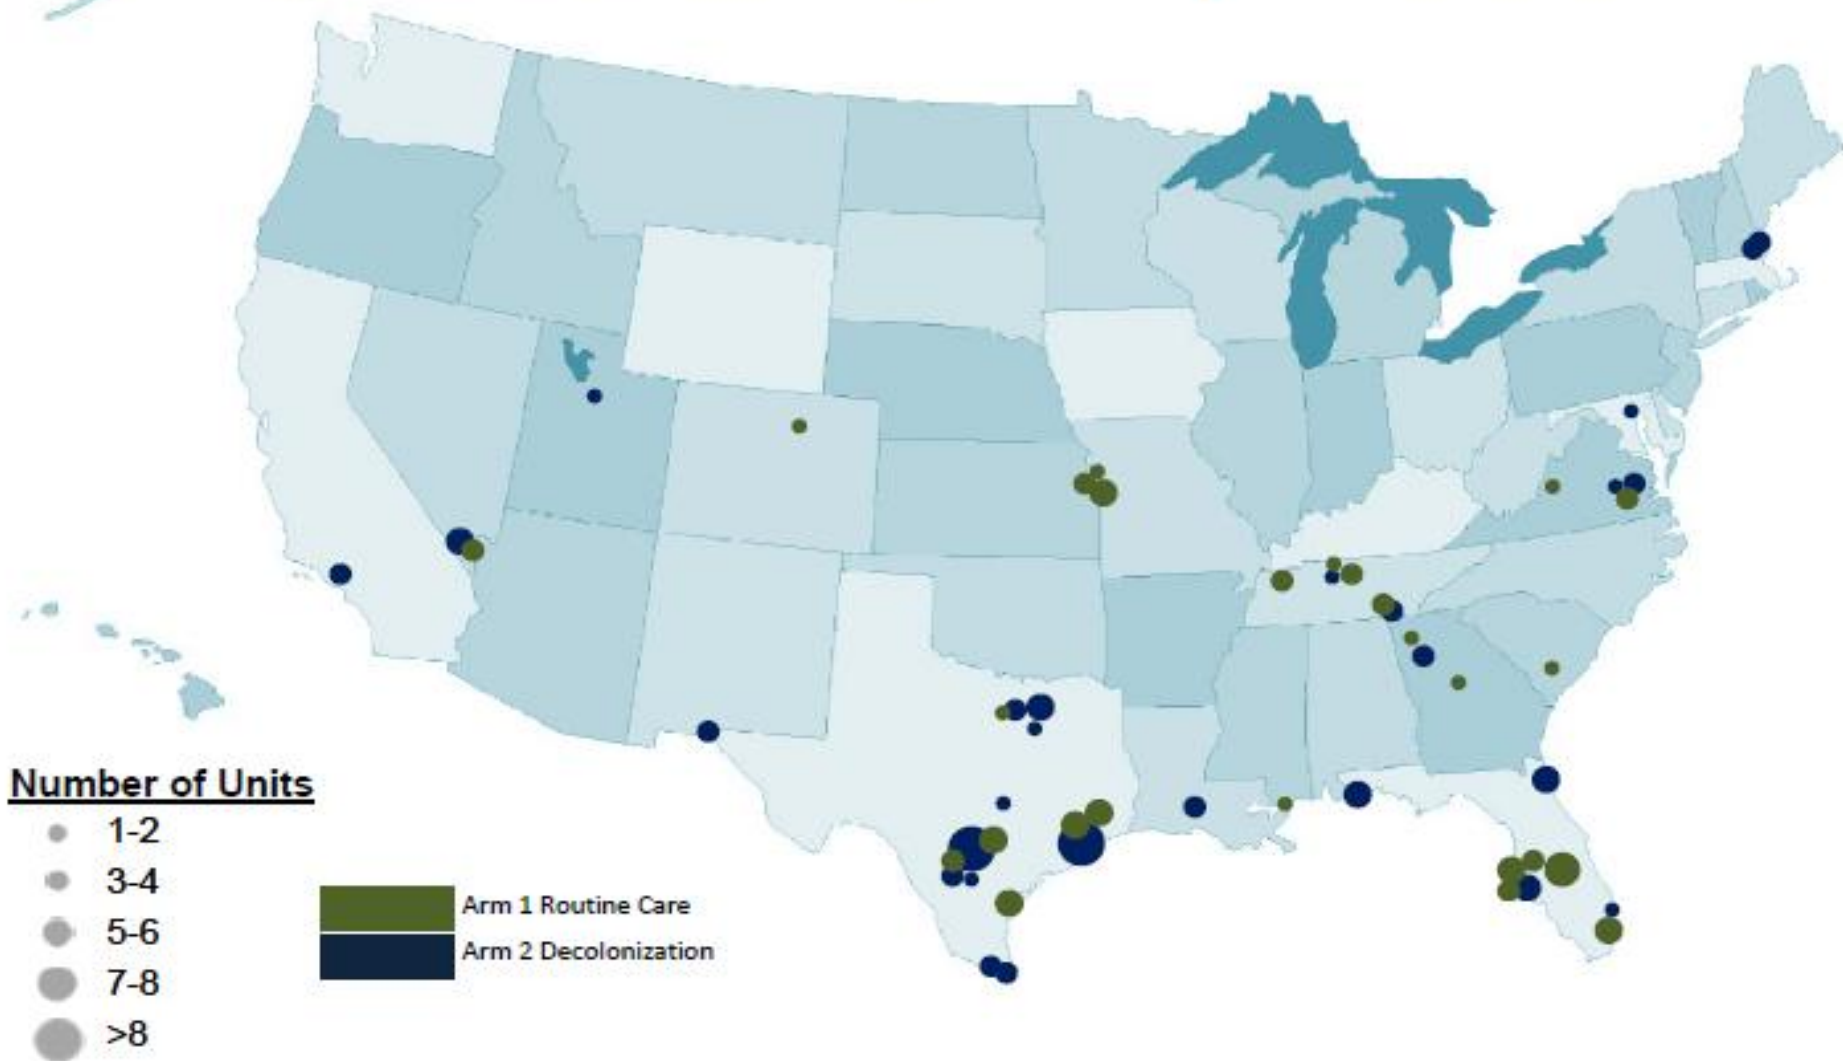 Number of Units
1-2
3-4
5-6
7-8
>8
Arm 1 Routine Care
Arm 2 Decolonization